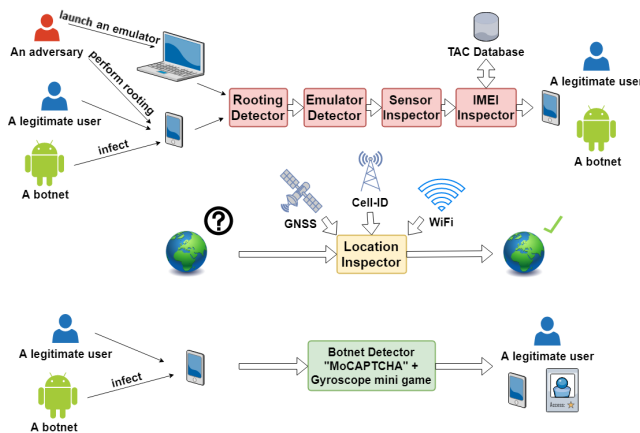 launch an emulator
An adversary
perform rooting
TAC Database
A legitimate user
A legitimate user
Rooting
Detector
Emulator
Detector
Sensor
Inspector
IMEI
Inspector
infect
A botnet
A botnet
Cell-ID
GNSS
WiFi
?
Location
Inspector
A legitimate user
infect
A botnet
Botnet Detector
"MoCAPTCHA" +
Gyroscope mini game
A legitimate user
Access